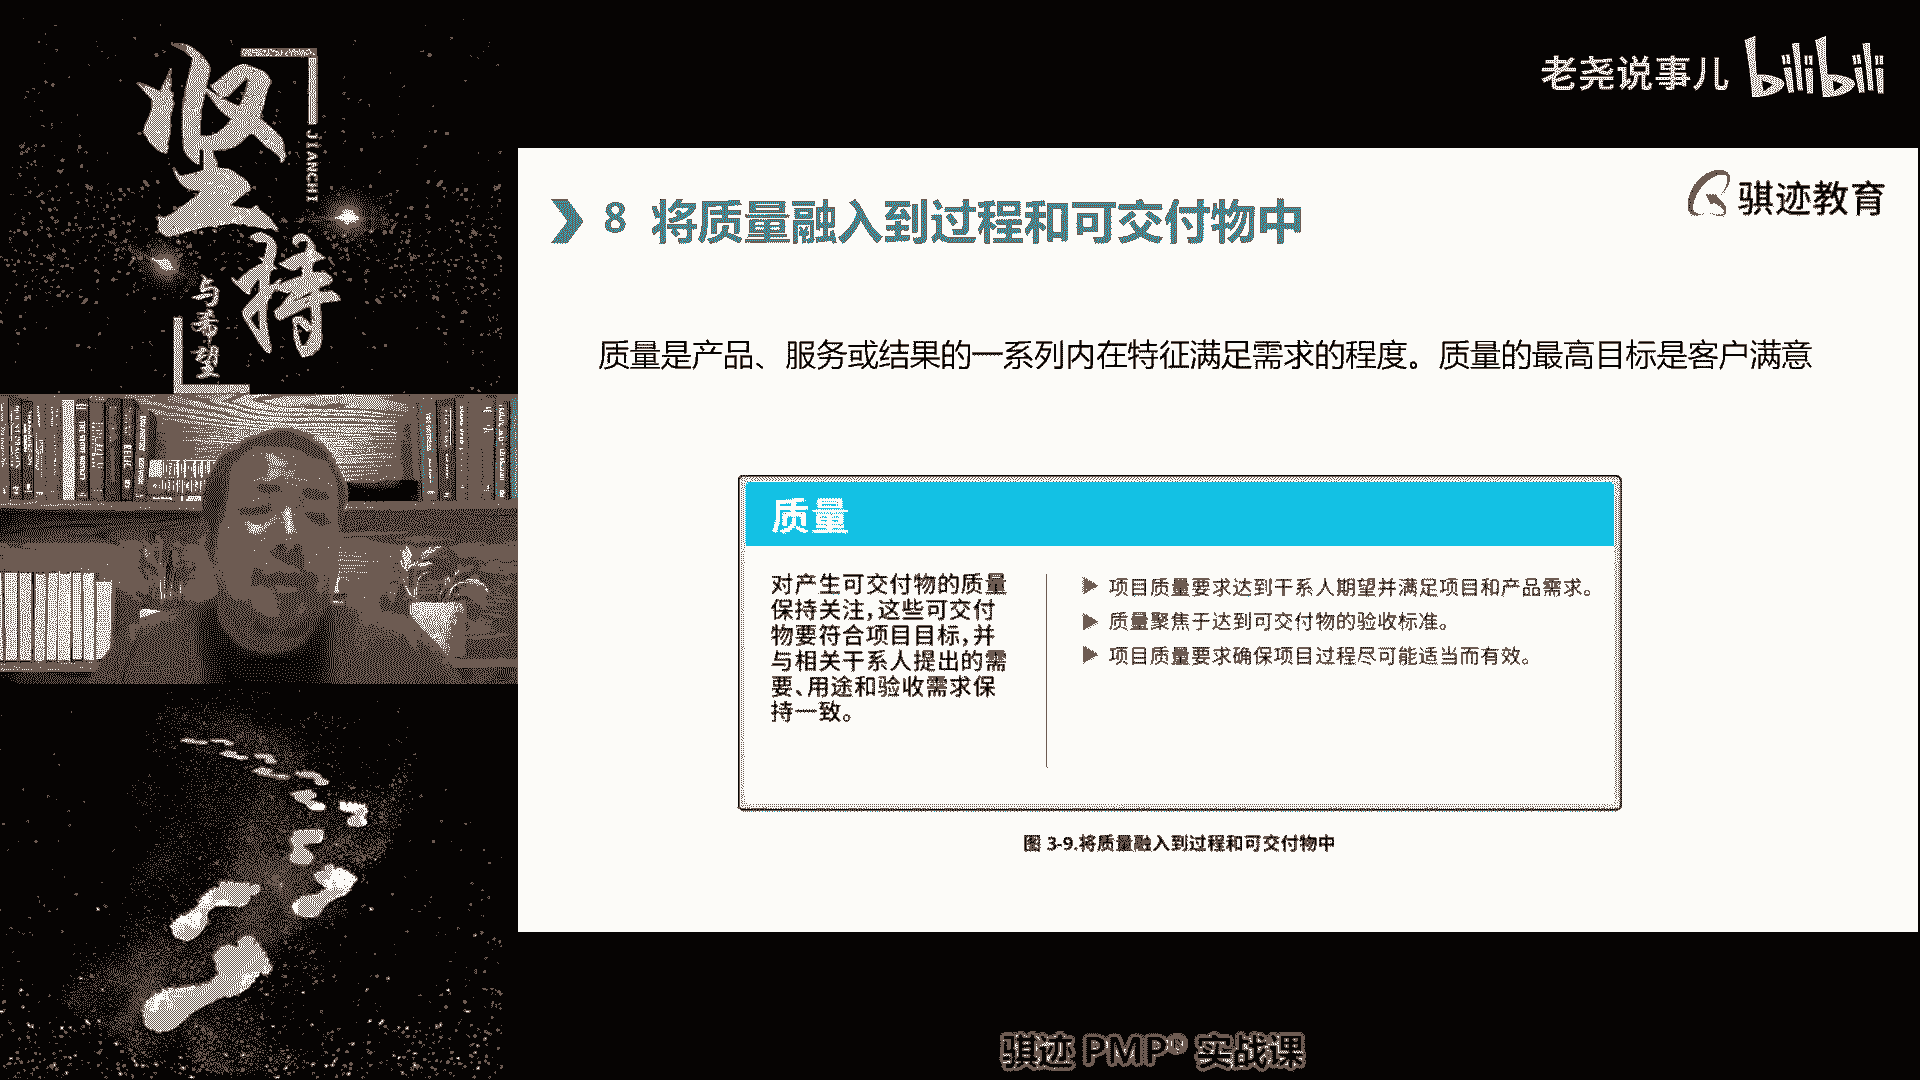 坚持
JIANCHI
与希望
老尧说事儿 bilibili
骐迹教育
8 将质量融入到过程和可交付物中
质量是产品、服务或结果的一系列内在特征满足需求的程度。质量的最高目标是客户满意
质量
对产生可交付物的质量
保持关注，这些可交付
物要符合项目目标，并
与相关干系人提出的需
要、用途和验收需求保
持一致。
▶ 项目质量要求达到干系人期望并满足项目和产品需求。
▶ 质量聚焦于达到可交付物的验收标准。
▶ 项目质量要求确保项目过程尽可能适当而有效。
图 3-9.将质量融入到过程和可交付物中
骐迹 PMP® 实战课